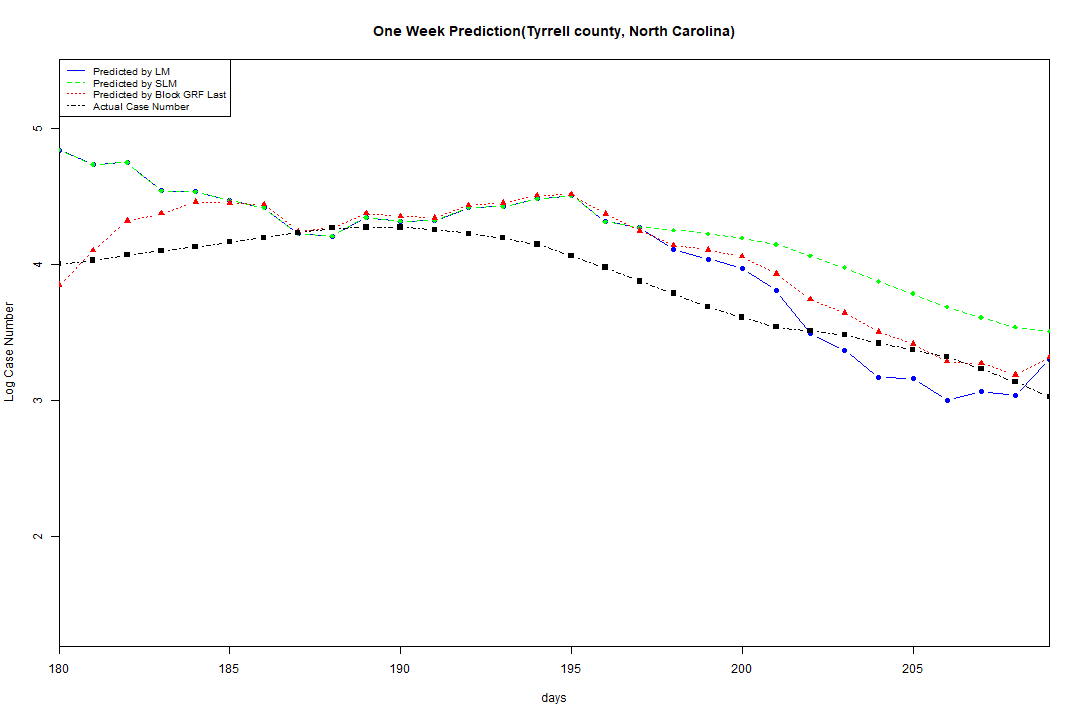 One Week Prediction(Tyrrell county, North Carolina)
Predicted by LM
Predicted by SLM
Predicted by Block GRF Last
Actual Case Number
5
4
3
2
Log Case Number
180 185 190 195 200 205
days